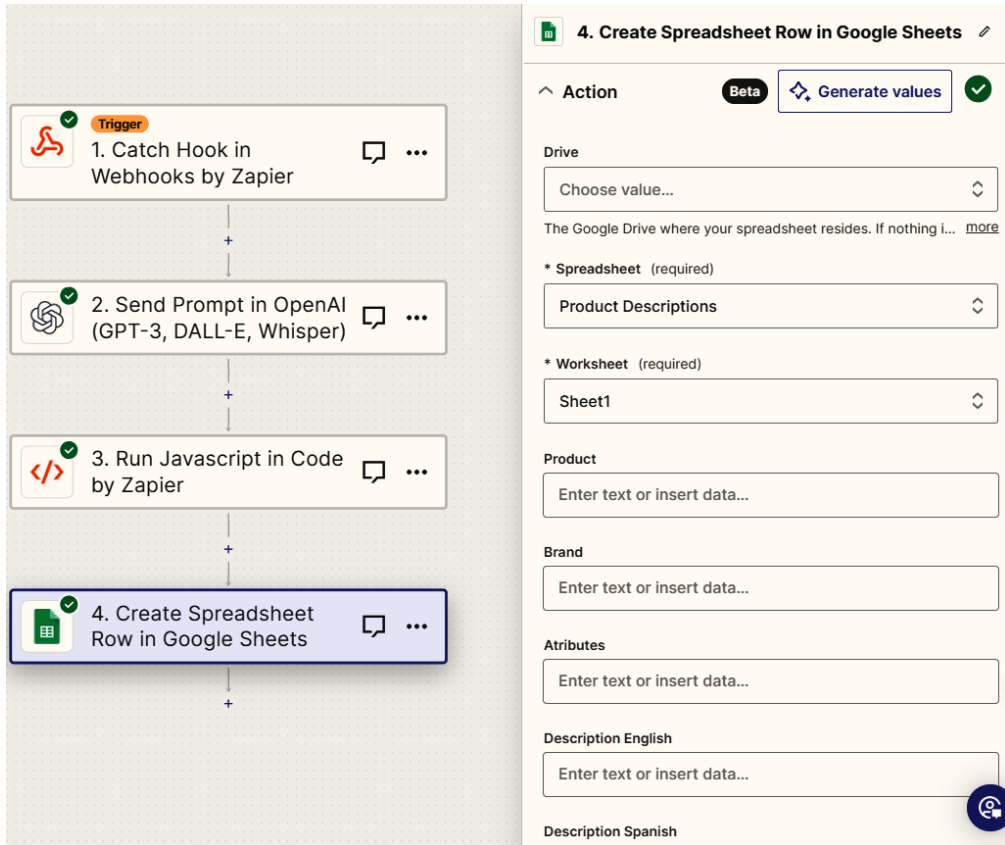 Trigger
1. Catch Hook in
Webhooks by Zapier
2. Send Prompt in OpenAI
(GPT-3, DALL-E, Whisper)
3. Run Javascript in Code
by Zapier
4. Create Spreadsheet
Row in Google Sheets
4. Create Spreadsheet Row in Google Sheets
Action
Beta
Generate values
Drive
Choose value...
The Google Drive where your spreadsheet resides. If nothing i... more
* Spreadsheet (required)
Product Descriptions
* Worksheet (required)
Sheet1
Product
Enter text or insert data...
Brand
Enter text or insert data...
Atributes
Enter text or insert data...
Description English
Enter text or insert data...
Description Spanish